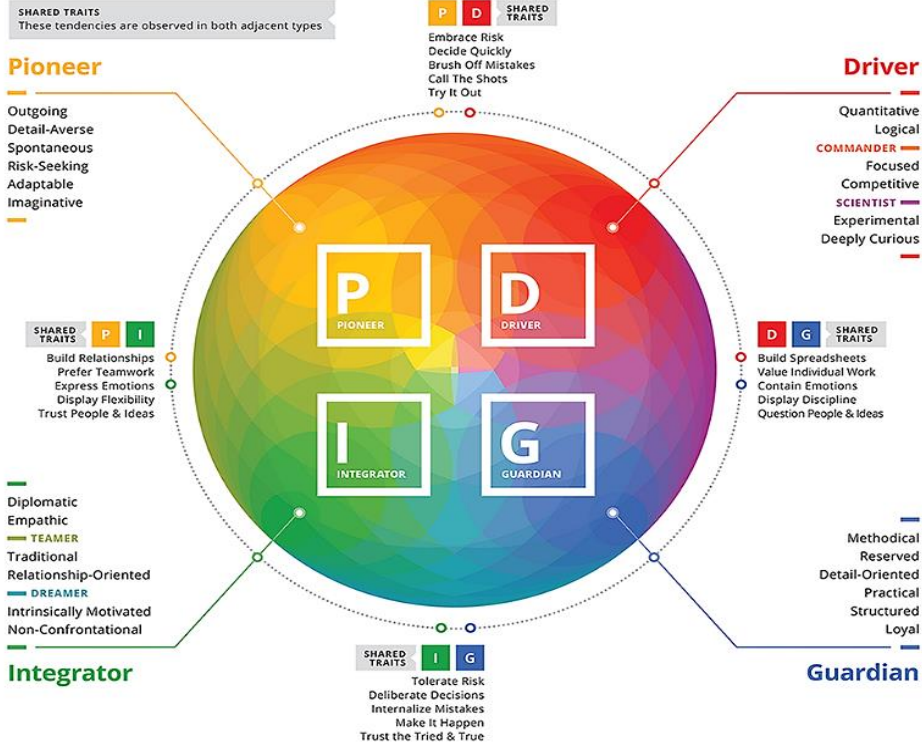 SHARED TRAITS
These tendencies are observed in both adjacent types
P D SHARED TRAITS
Embrace Risk
Decide Quickly
Brush Off Mistakes
Call The Shots
Try It Out
Pioneer
Outgoing
Detail-Averse
Spontaneous
Risk-Seeking
Adaptable
Imaginative
Driver
Quantitative
Logical
COMMANDER
Focused
Competitive
SCIENTIST
Experimental
Deeply Curious
P
PIONEER
D
DRIVER
SHARED TRAITS P I
Build Relationships
Prefer Teamwork
Express Emotions
Display Flexibility
Trust People & Ideas
D G SHARED TRAITS
Build Spreadsheets
Value Individual Work
Contain Emotions
Display Discipline
Question People & Ideas
I
INTEGRATOR
G
GUARDIAN
Diplomatic
Empathic
TEAMER
Traditional
Relationship-Oriented
DREAMER
Intrinsically Motivated
Non-Confrontational
Integrator
Methodical
Reserved
Detail-Oriented
Practical
Structured
Loyal
Guardian
SHARED TRAITS I G
Tolerate Risk
Deliberate Decisions
Internalize Mistakes
Make It Happen
Trust the Tried & True